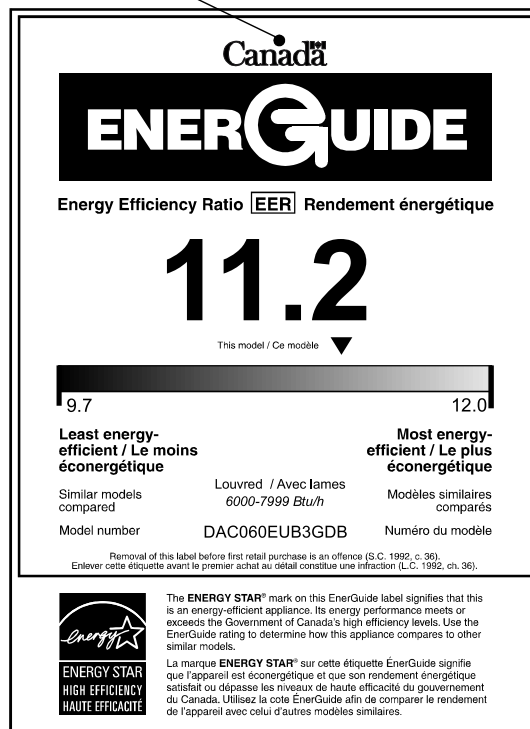 Canada
ENERGUIDE
Energy Efficiency Ratio EER Rendement énergétique
11.2
This model / Ce modèle
9.7 12.0
Least energy-
efficient / Le moins
éconergétique
Most energy-
efficient / Le plus
éconergétique
Similar models
compared
Louvred / Avec lames
6000-7999 Btu/h
Modèles similaires
comparés
Model number DAC060EUB3GDB Numéro du modèle
Removal of this label before first retail purchase is an offence (S.C. 1992, c. 36).
Enlever cette étiquette avant le premier achat au détail constitue une infraction (L.C. 1992, ch. 36).
energy
ENERGY STAR
HIGH EFFICIENCY
HAUTE EFFICACITÉ
The ENERGY STAR® mark on this EnerGuide label signifies that this
is an energy-efficient appliance. Its energy performance meets or
exceeds the Government of Canada's high efficiency levels. Use the
EnerGuide rating to determine how this appliance compares to other
similar models.
La marque ENERGY STAR® sur cette étiquette ÉnerGuide signifie
que l'appareil est éconergétique et que son rendement énergétique
satisfait ou dépasse les niveaux de haute efficacité du gouvernement
du Canada. Utilisez la cote ÉnerGuide afin de comparer le rendement
de l'appareil avec celui d'autres modèles similaires.